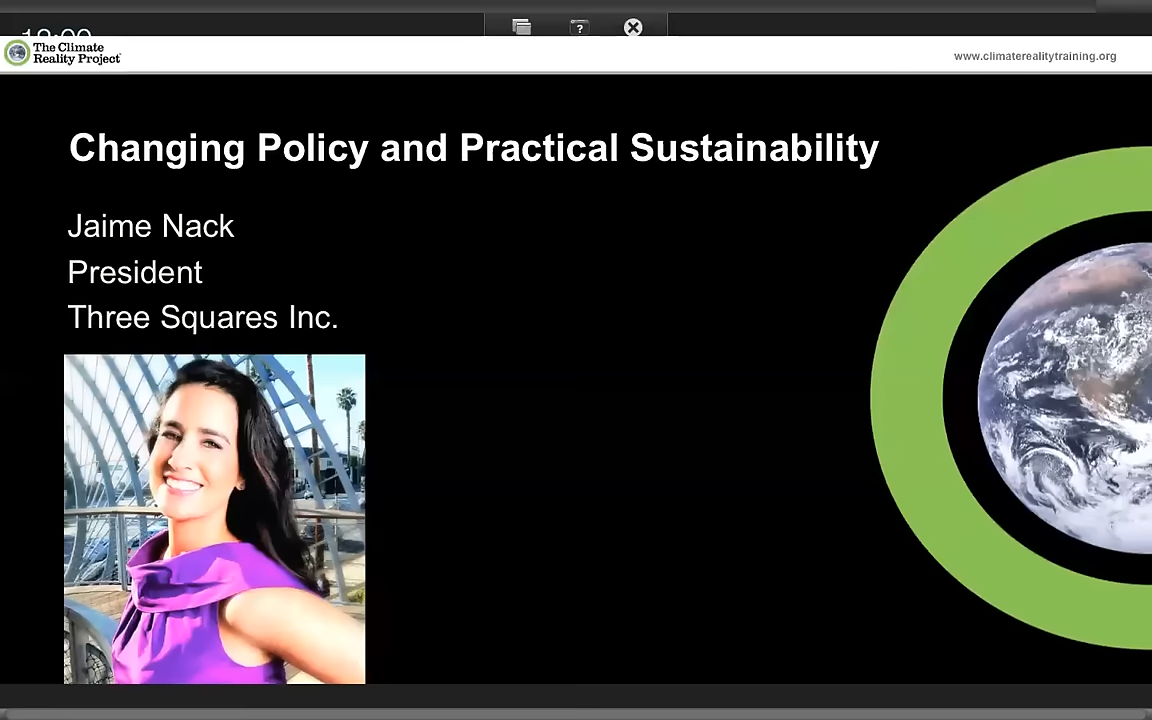 The Climate
Reality Project
www.climaterealitytraining.org
Changing Policy and Practical Sustainability
Jaime Nack
President
Three Squares Inc.